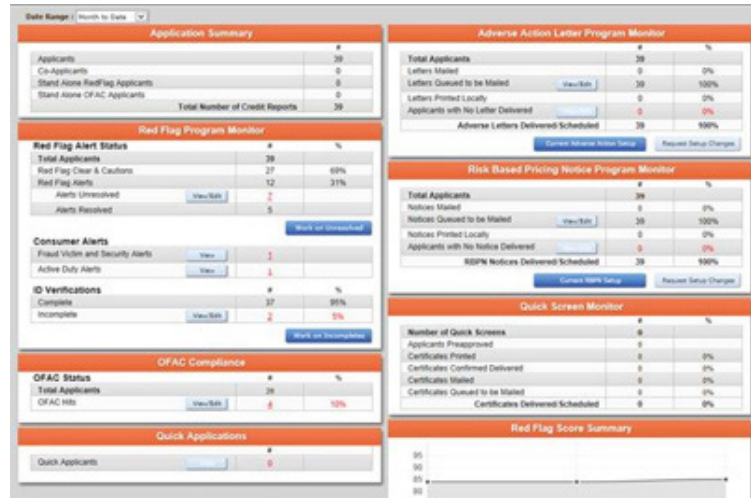 Date Range : Month to Date
Application Summary
#
Applicants 39
Co-Applicants 0
Stand Alone RedFlag Applicants 0
Stand Alone OFAC Applicants 0
Total Number of Credit Reports 39
Red Flag Program Monitor
Red Flag Alert Status # %
Total Applicants 39
Red Flag Clear & Cautions 27 69%
Red Flag Alerts 12 31%
Alerts Unresolved View/Edit 7
Alerts Resolved 5
Work on Unresolved
Consumer Alerts
Fraud Victim and Security Alerts View 1
Active Duty Alerts View 1
ID Verifications # %
Complete 37 95%
Incomplete View/Edit 2 5%
Work on Incompletes
OFAC Compliance
OFAC Status # %
Total Applicants
OFAC Hits View/Edit 4 10%
Quick Applications
#
Quick Applicants 0
Adverse Action Letter Program Monitor
# %
Total Applicants 39
Letters Mailed 0 0%
Letters Queued to be Mailed View/Edit 39 100%
Letters Printed Locally 0 0%
Applicants with No Letter Delivered 0 0%
Adverse Letters Delivered/Scheduled 39 100%
Current Adverse Action Setup Request Setup Changes
Risk Based Pricing Notice Program Monitor
# %
Total Applicants 39
Notices Mailed 0 0%
Notices Queued to be Mailed View/Edit 39 100%
Notices Printed Locally 0 0%
Applicants with No Notice Delivered 0 0%
RBPN Notices Delivered/Scheduled 39 100%
Current RBPN Setup Request Setup Changes
Quick Screen Monitor
# %
Number of Quick Screens 0
Applicants Preapproved 0
Certificates Printed 0 0%
Certificates Confirmed Delivered 0 0%
Certificates Mailed 0 0%
Certificates Queued to be Mailed 0 0%
Certificates Delivered/Scheduled 0 0%
Red Flag Score Summary
95
90
85
80